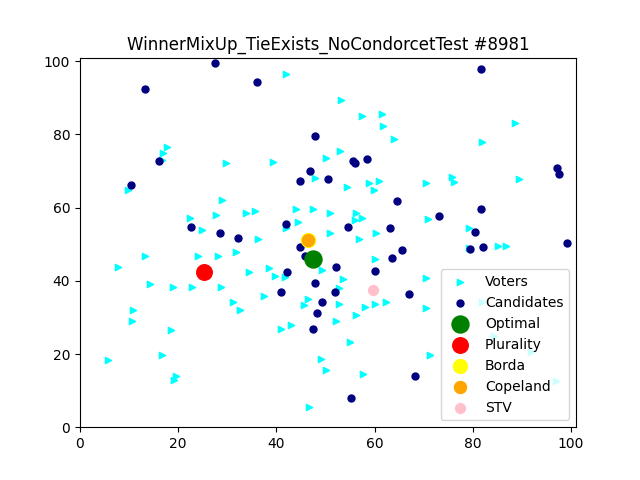 WinnerMixUp_TieExists_NoCondorcetTest #8981
100
80
60
40
20
0
0 20 40 60 80 100
Voters
Candidates
Optimal
Plurality
Borda
Copeland
STV